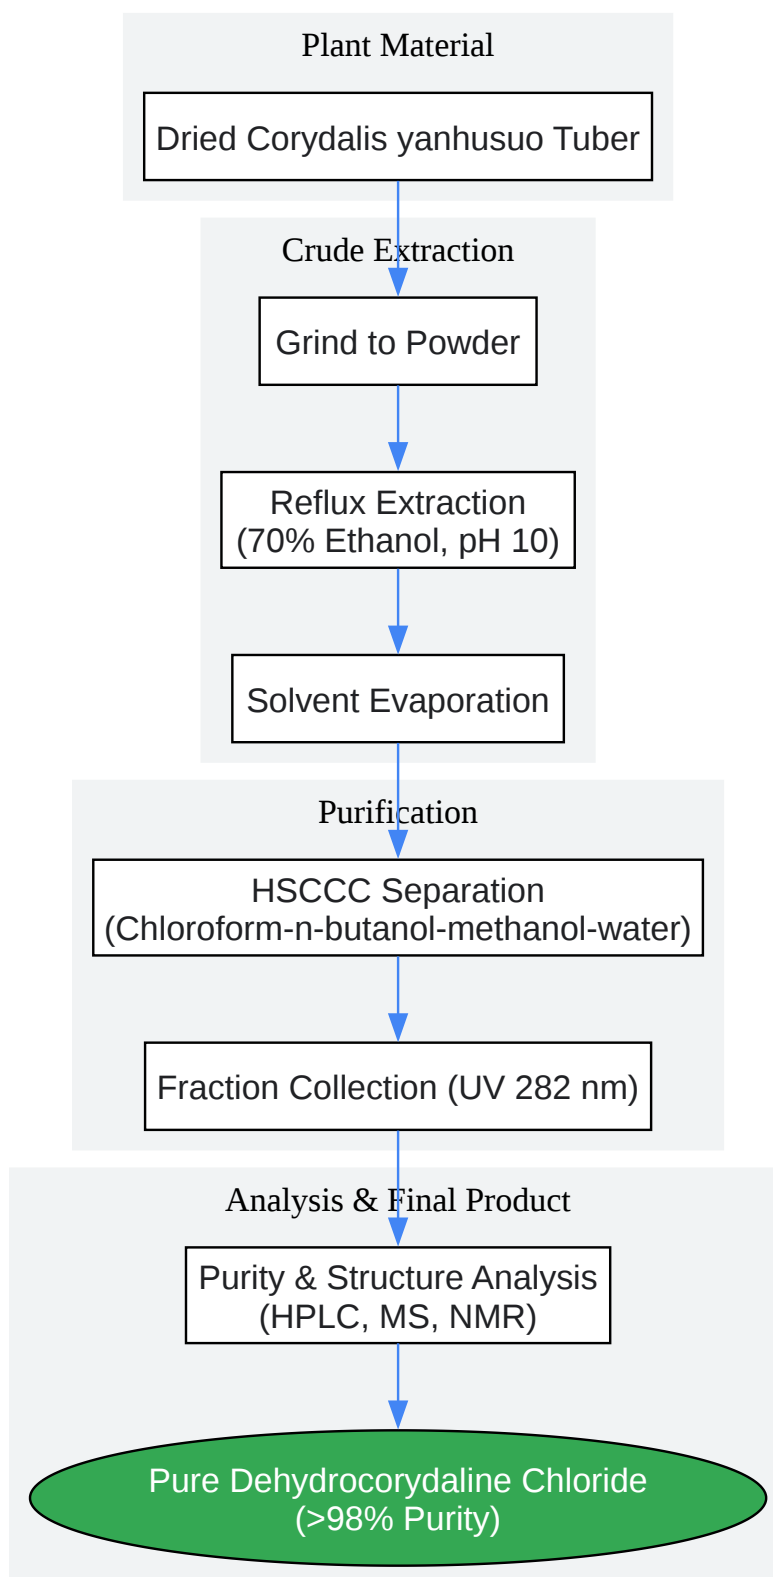 Plant Material
Dried Corydalis yanhusuo Tuber
Crude Extraction
Grind to Powder
Reflux Extraction
(70% Ethanol, pH 10)
Solvent Evaporation
Purification
HSCCC Separation
(Chloroform-n-butanol-methanol-water)
Fraction Collection (UV 282 nm)
Analysis & Final Product
Purity & Structure Analysis
(HPLC, MS, NMR)
Pure Dehydrocorydaline Chloride
(>98% Purity)